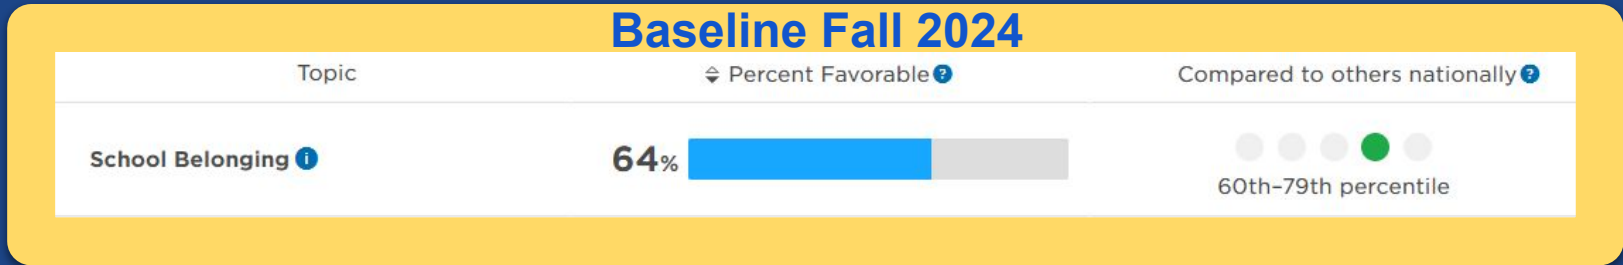 Baseline Fall 2024
Topic Percent Favorable ? Compared to others nationally ?
School Belonging i 64%
60th–79th percentile